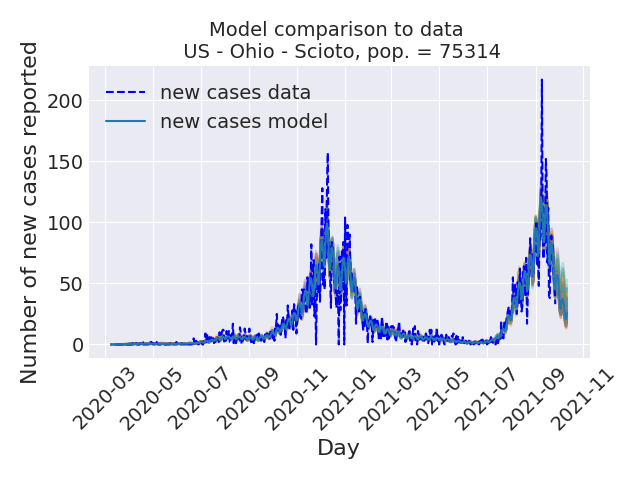 Model comparison to data
US - Ohio - Scioto, pop. = 75314
Number of new cases reported
new cases data
new cases model
200
150
100
50
0
2020-03
2020-05
2020-07
2020-09
2020-11
2021-01
2021-03
2021-05
2021-07
2021-09
2021-11
Day